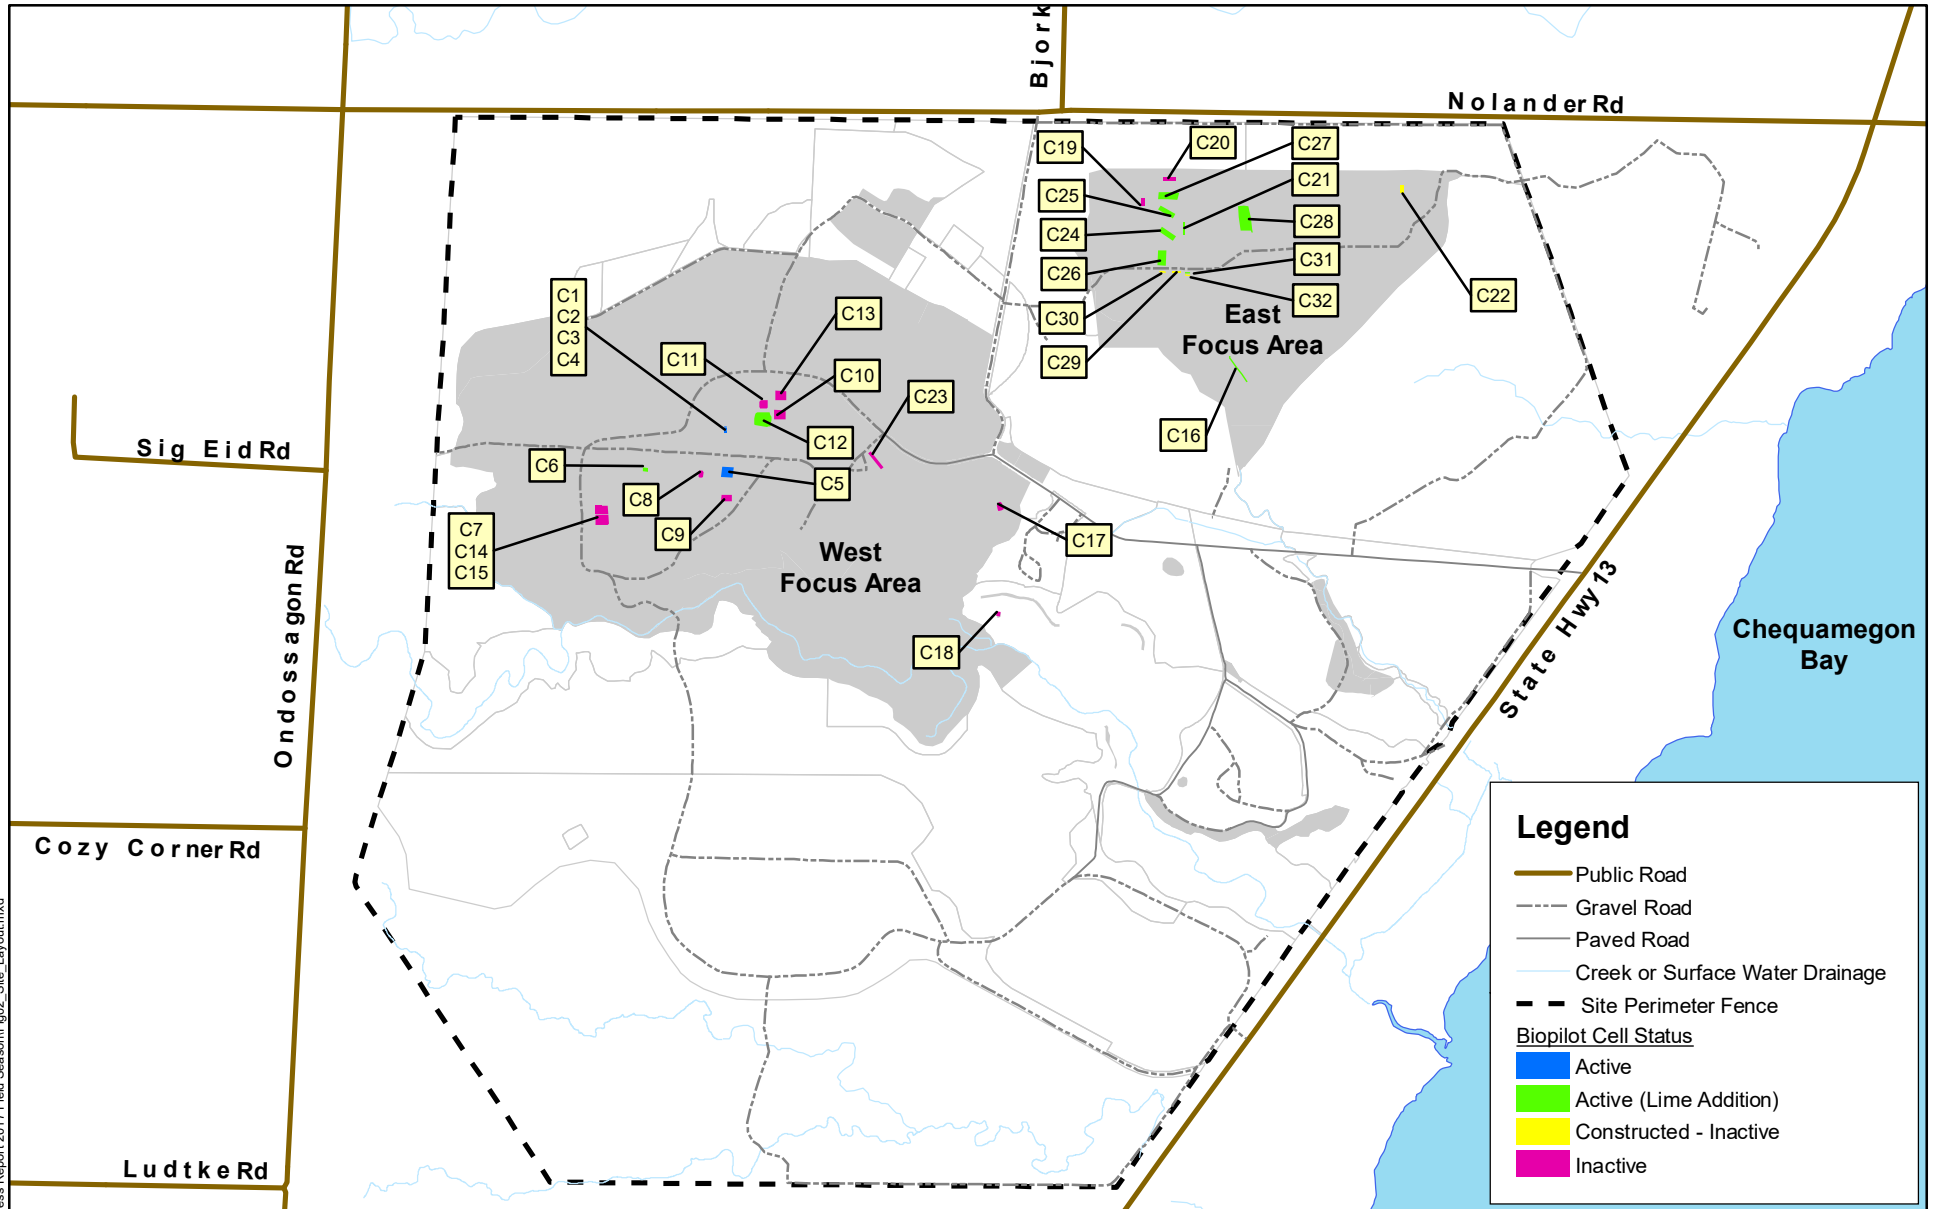 Bjork
Nolander Rd
C19
C20
C27
C21
C25
C28
C24
C31
C26
C32
C30
C29
C22
East
Focus Area
C16
C1
C2
C3
C4
C13
C11
C10
C23
C12
C6
C5
C8
C9
C7
C14
C15
West
Focus Area
C17
C18
Sig Eid Rd
Ondossagon Rd
Cozy Corner Rd
Ludtke Rd
State Hwy 13
Chequamegon
Bay
Legend
Public Road
Gravel Road
Paved Road
Creek or Surface Water Drainage
Site Perimeter Fence
Biopilot Cell Status
Active
Active (Lime Addition)
Constructed - Inactive
Inactive